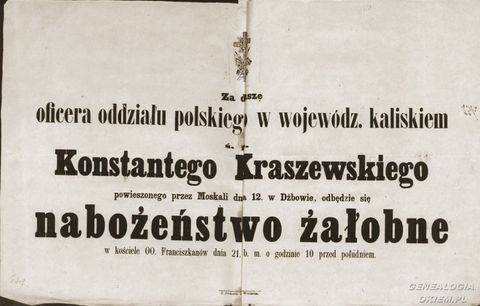 Za duszę
oficera oddziału polskiego w wojewódz. kaliskiem
ś. p.
Konstantego Kraszewskiego
powieszonego przez Moskali dna 12. w Dźbowie, odbędzie się
nabożeństwo żałobne
w kościele OO. Franciszkanów dnia 21. b. m. o godzinie 10 przed południem.
GENEALOGIA
OKIEM.PL